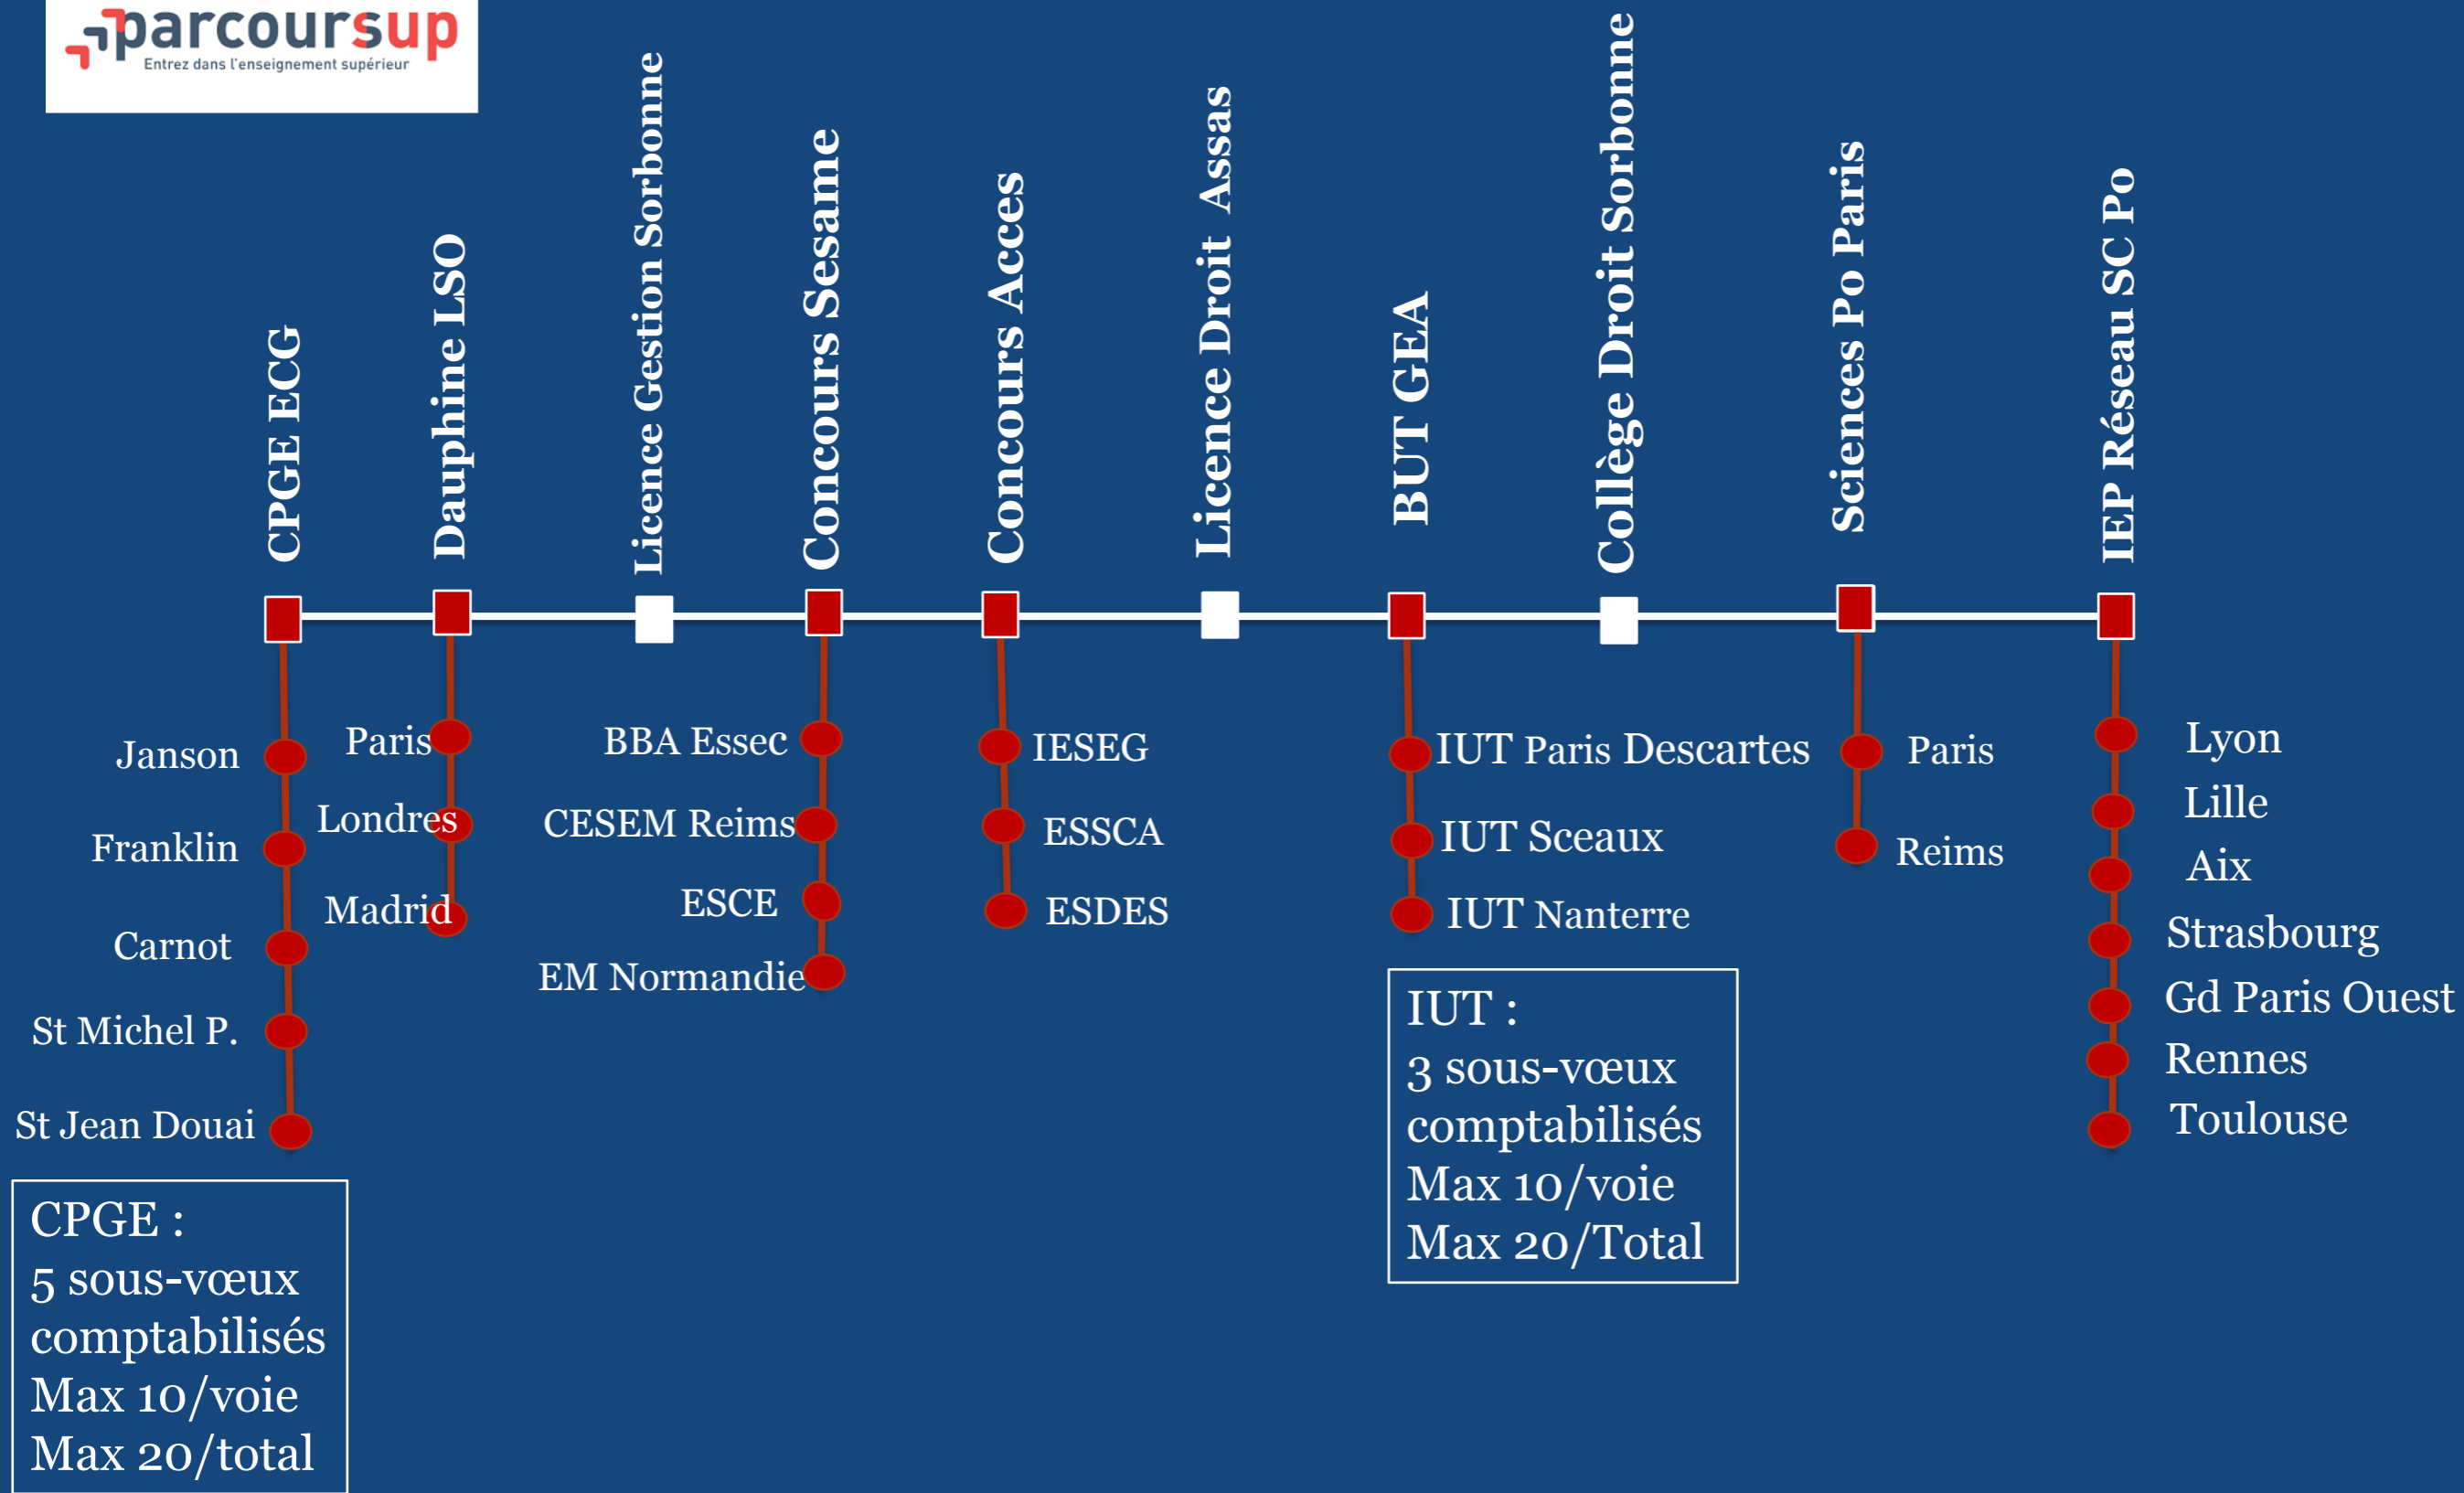 parcoursup
Entrez dans l'enseignement supérieur
CPGE ECG
Dauphine LSO
Licence Gestion Sorbonne
Concours Sesame
Concours Acces
Licence Droit Assas
BUT GEA
Collège Droit Sorbonne
Sciences Po Paris
IEP Réseau SC Po
Janson
Franklin
Carnot
St Michel P.
St Jean Douai
CPGE :
5 sous-vœux
comptabilisés
Max 10/voie
Max 20/total
Paris
Londres
Madrid
BBA Essec
CESEM Reims
ESCE
EM Normandie
IESEG
ESSCA
ESDES
IUT Paris Descartes
IUT Sceaux
IUT Nanterre
IUT :
3 sous-vœux
comptabilisés
Max 10/voie
Max 20/Total
Paris
Reims
Lyon
Lille
Aix
Strasbourg
Gd Paris Ouest
Rennes
Toulouse